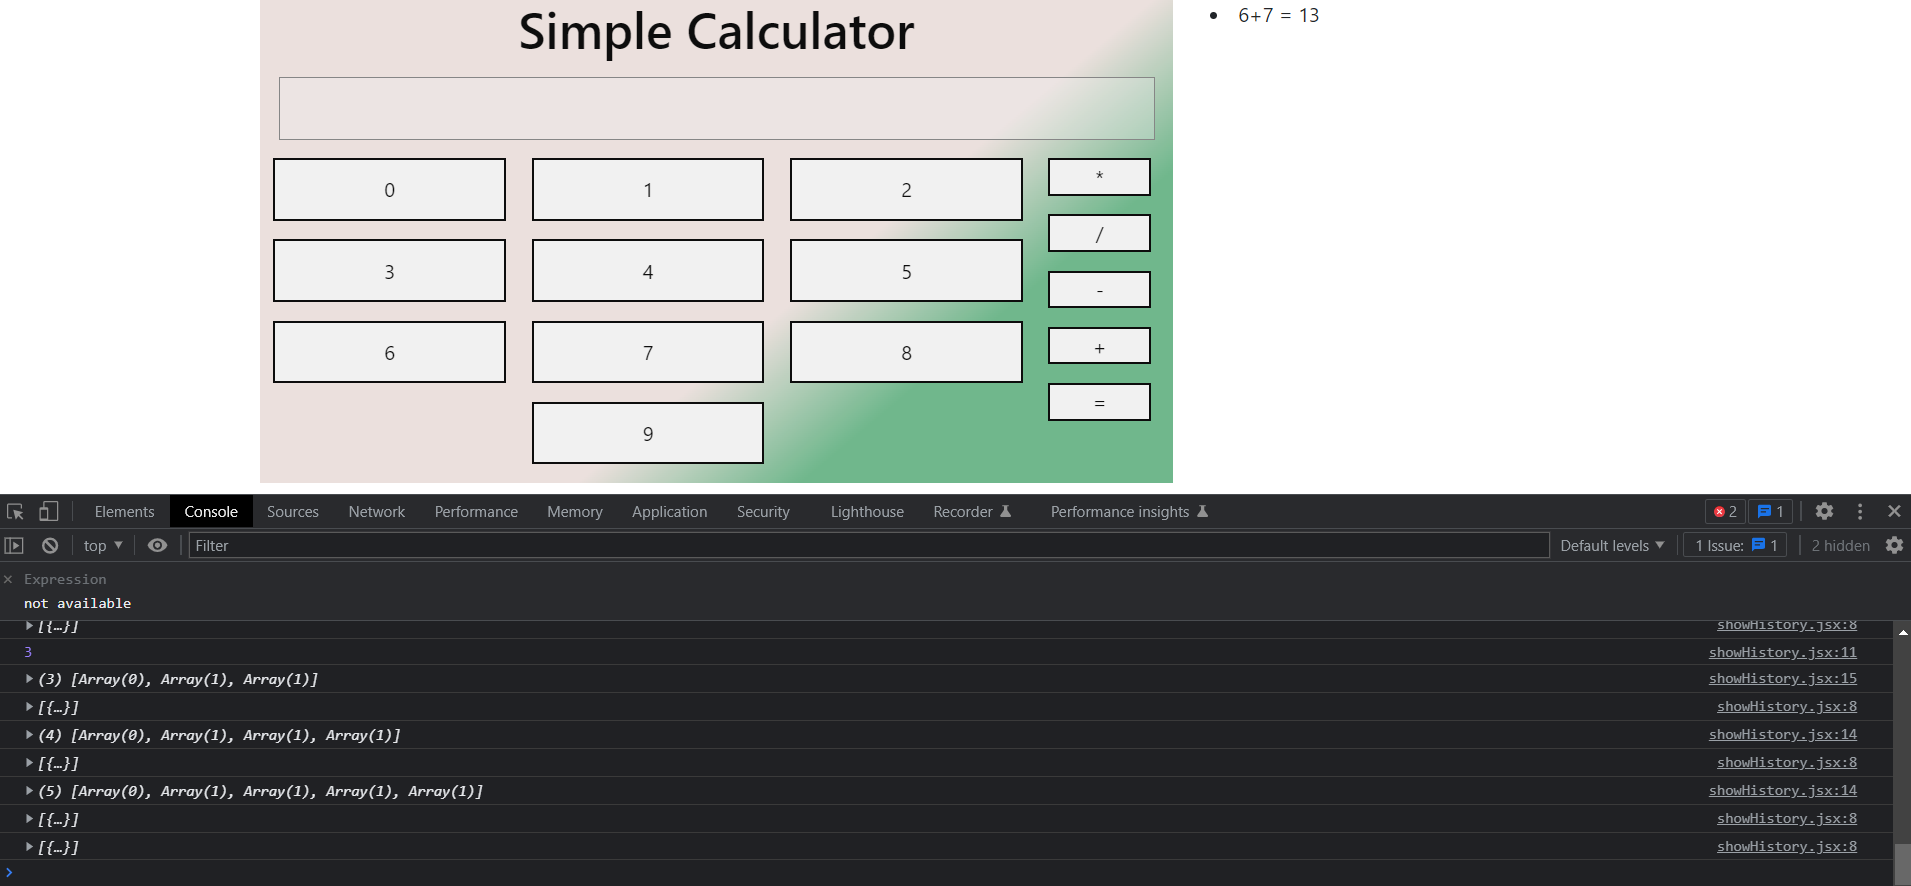 Simple Calculator
• 6+7 = 13
0 1 2 *
/
3 4 5
-
6 7 8 +
=
9
Elements Console Sources Network Performance Memory Application Security Lighthouse Recorder Performance insights 2 1
top Filter Default levels 1 Issue: 1 2 hidden
Expression
not available
[{…}] showHistory.jsx:8
3 showHistory.jsx:11
(3) [Array(0), Array(1), Array(1)] showHistory.jsx:15
[{…}] showHistory.jsx:8
(4) [Array(0), Array(1), Array(1), Array(1)] showHistory.jsx:14
[{…}] showHistory.jsx:8
(5) [Array(0), Array(1), Array(1), Array(1), Array(1)] showHistory.jsx:14
[{…}] showHistory.jsx:8
[{…}] showHistory.jsx:8